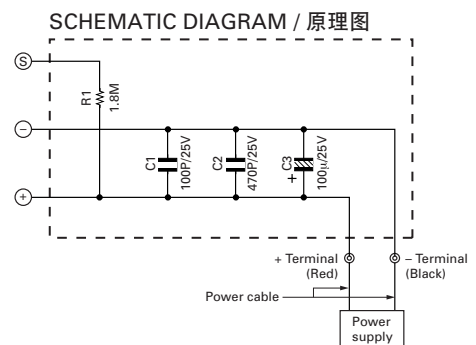 SCHEMATIC DIAGRAM / 原理图
S
R1
1.8M
−
C1
100P/25V
C2
470P/25V
C3
100µ/25V
+
+
+ Terminal
(Red)
− Terminal
(Black)
Power cable
Power
supply